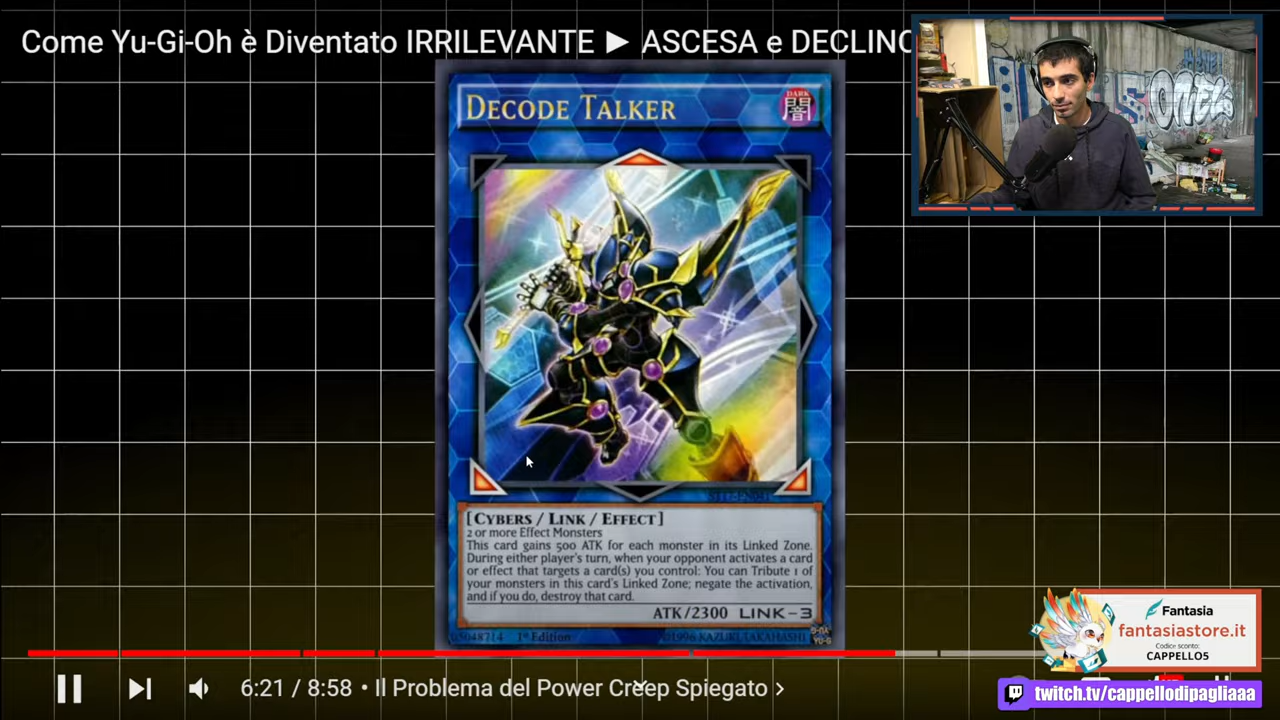 Come Yu-Gi-Oh è Diventato IRRILEVANTE ► ASCESA e DECLINO
DECODE TALKER
DARK
闇
ST17-EN041
[CYBERS / LINK / EFFECT]
2 or more Effect Monsters
This card gains 500 ATK for each monster in its Linked Zone.
During either player's turn, when your opponent activates a card
or effect that targets a card(s) you control: You can Tribute 1 of
your monsters in this card's Linked Zone; negate the activation,
and if you do, destroy that card.
ATK/2300 LINK-3
1st Edition
©1996 KAZUKI TAKAHASHI
6:21 / 8:58 • Il Problema del Power Creep Spiegato >
Fantasia
fantasiastore.it
Codice sconto:
CAPPELLO5
twitch.tv/cappellodipagliaaa